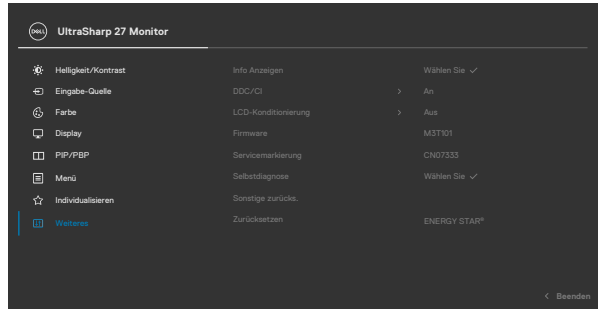 DELL UltraSharp 27 Monitor
Helligkeit/Kontrast Info Anzeigen Wählen Sie ✓
Eingabe-Quelle DDC/CI > An
Farbe LCD-Konditionierung > Aus
Display Firmware M3T101
PIP/PBP Servicemarkierung CN07333
Menü Selbstdiagnose Wählen Sie ✓
Individualisieren Sonstige zurücks.
Weiteres Zurücksetzen ENERGY STAR®
< Beenden